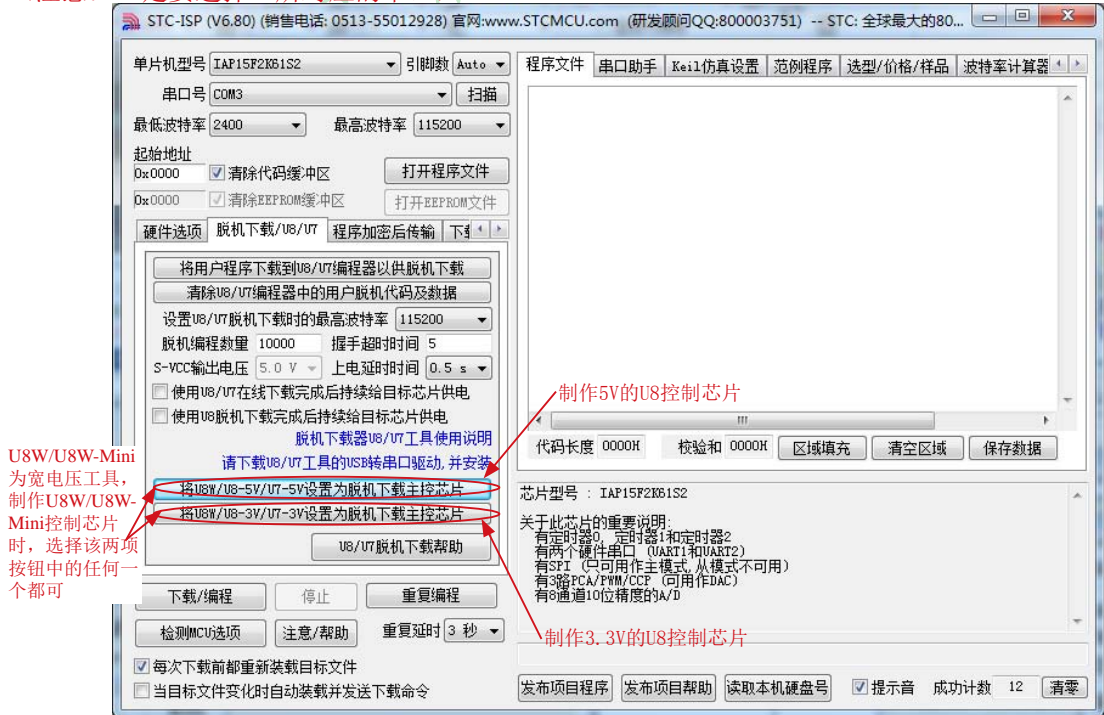 STC-ISP (V6.80) (销售电话: 0513-55012928) 官网:www.STCMCU.com (研发顾问QQ:800003751) -- STC: 全球最大的80...
单片机型号 IAP15F2K61S2 引脚数 Auto
串口号 COM3 扫描
最低波特率 2400 最高波特率 115200
起始地址
0x0000 清除代码缓冲区 打开程序文件
0x0000 清除EEPROM缓冲区 打开EEPROM文件
硬件选项 脱机下载/U8/U7 程序加密后传输
将用户程序下载到U8/U7编程器以供脱机下载
清除U8/U7编程器中的用户脱机代码及数据
设置U8/U7脱机下载时的最高波特率 115200
脱机编程数量 10000 握手超时时间 5
S-VCC输出电压 5.0 V 上电延时时间 0.5 s
使用U8/U7在线下载完成后持续给目标芯片供电
使用U8脱机下载完成后持续给目标芯片供电
脱机下载器U8/U7工具使用说明
请下载U8/U7工具的USB转串口驱动,并安装
将U8W/U8-5V/U7-5V设置为脱机下载主控芯片
将U8W/U8-3V/U7-3V设置为脱机下载主控芯片
U8/U7脱机下载帮助
下载/编程 停止 重复编程
检测MCU选项 注意/帮助 重复延时 3 秒
每次下载前都重新装载目标文件
当目标文件变化时自动装载并发送下载命令
U8W/U8W-Mini
为宽电压工具，
制作U8W/U8W-
Mini控制芯片
时，选择该两项
按钮中的任何一
个都可
程序文件 串口助手 Keil仿真设置 范例程序 选型/价格/样品 波特率计算器
制作5V的U8控制芯片
代码长度 0000H 校验和 0000H 区域填充 清空区域 保存数据
芯片型号 : IAP15F2K61S2
关于此芯片的重要说明:
有定时器0, 定时器1和定时器2
有两个硬件串口 (UART1和UART2)
有SPI (只可用作主模式,从模式不可用)
有3路PCA/PWM/CCP (可用作DAC)
有8通道10位精度的A/D
制作3.3V的U8控制芯片
发布项目程序 发布项目帮助 读取本机硬盘号 提示音 成功计数 12 清零